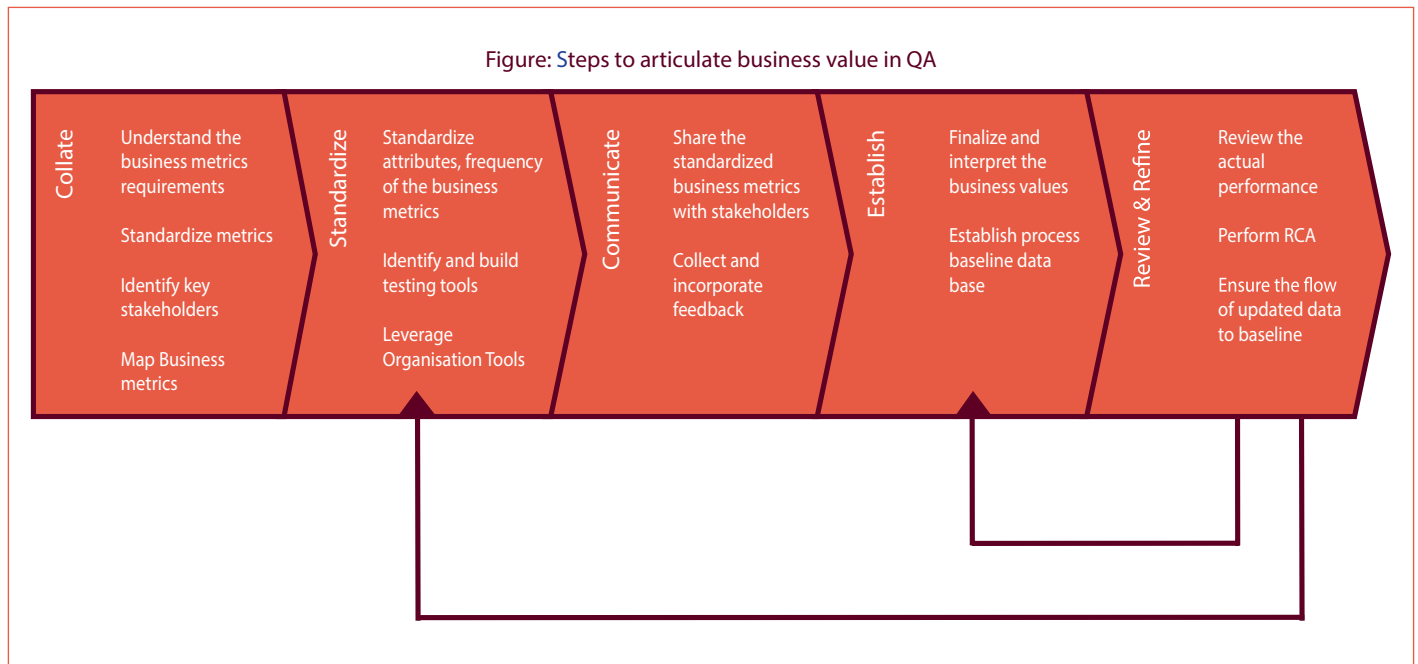 Figure: Steps to articulate business value in QA
Collate
Understand the
business metrics
requirements
Standardize metrics
Identify key
stakeholders
Map Business
metrics
Standardize
Standardize
attributes, frequency
of the business
metrics
Identify and build
testing tools
Leverage
Organisation Tools
Communicate
Share the
standardized
business metrics
with stakeholders
Collect and
incorporate
feedback
Establish
Finalize and
interpret the
business values
Establish process
baseline data
base
Review & Refine
Review the
actual
performance
Perform RCA
Ensure the flow
of updated data
to baseline